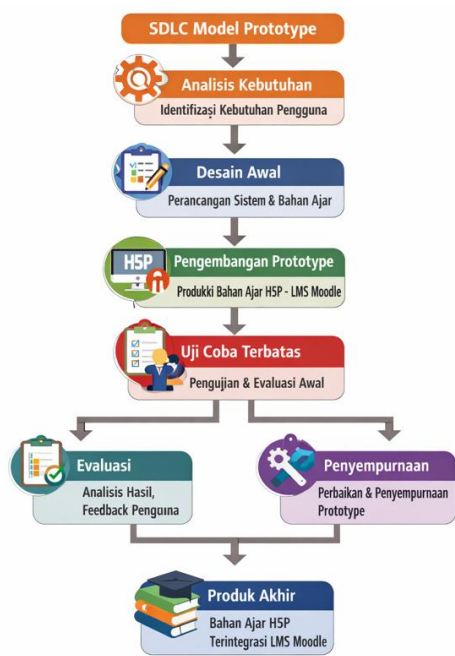 SDLC Model Prototype
Analisis Kebutuhan
Identifizași Kebutuhan Pengguna
Desain Awal
Perancangan Sistem & Bahan Ajar
H5P
Pengembangan Prototype
Produkki Bahan Ajar H5P - LMS Moodle
Uji Coba Terbatas
Pengujian & Evaluasi Awal
Evaluasi
Analisis Hasil,
Feedback Penguina
Penyempurnaan
Perbaikan & Penyempurnaan
Prototype
Produk Akhir
Bahan Ajar H5P
Terintegrasi LMS Moodle